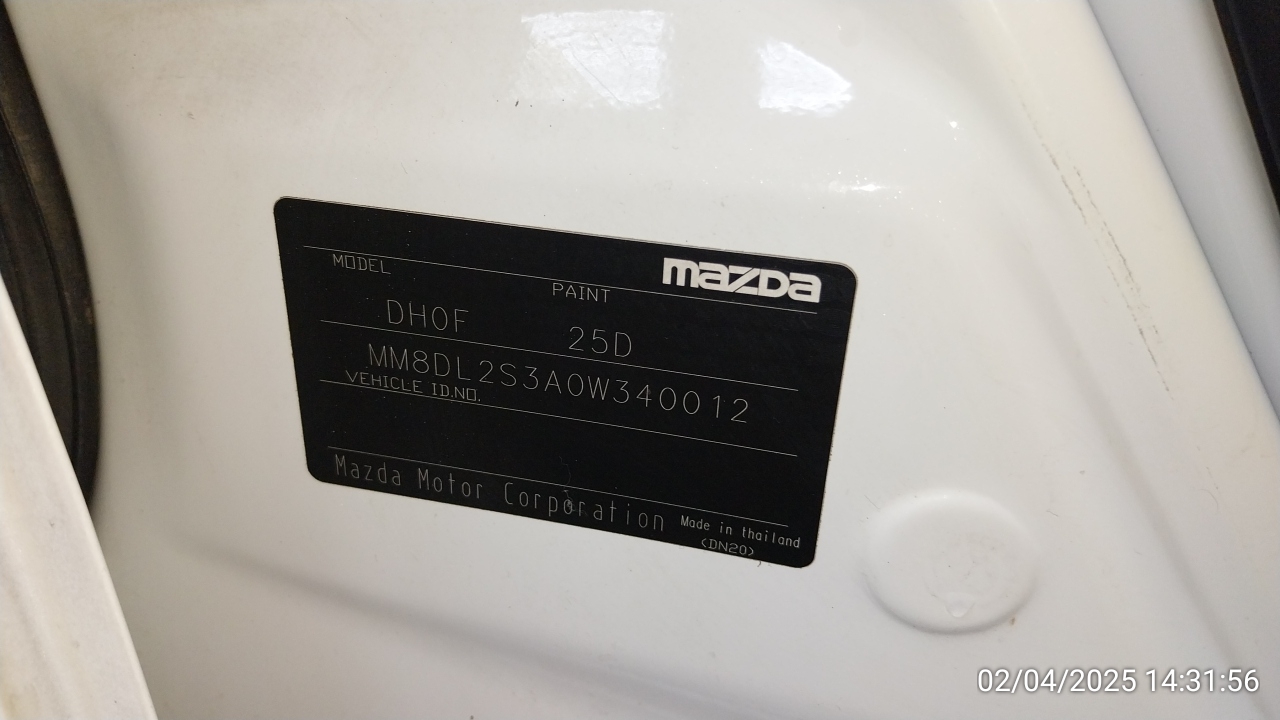 mazda
MODEL PAINT
DH0F 25D
MM8DL2S3A0W340012
VEHICLE ID.NO.
Mazda Motor Corporation Made in thailand
(DN20)
02/04/2025 14:31:56